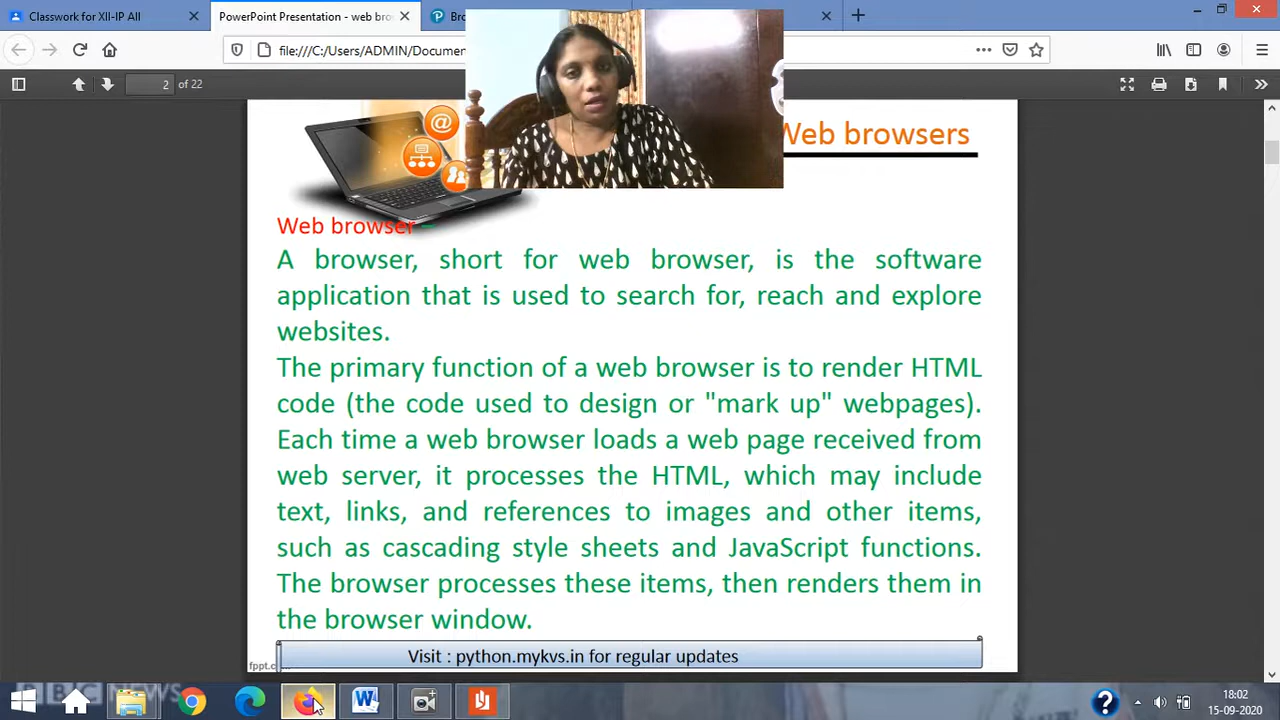 Classwork for XII-IP All
PowerPoint Presentation - web bro
Bro
file:///C:/Users/ADMIN/Documen
2 of 22
Web browsers
@
Web browser –
A browser, short for web browser, is the software
application that is used to search for, reach and explore
websites.
The primary function of a web browser is to render HTML
code (the code used to design or "mark up" webpages).
Each time a web browser loads a web page received from
web server, it processes the HTML, which may include
text, links, and references to images and other items,
such as cascading style sheets and JavaScript functions.
The browser processes these items, then renders them in
the browser window.
Visit : python.mykvs.in for regular updates
fppt.c
NEWS
18:02
15-09-2020